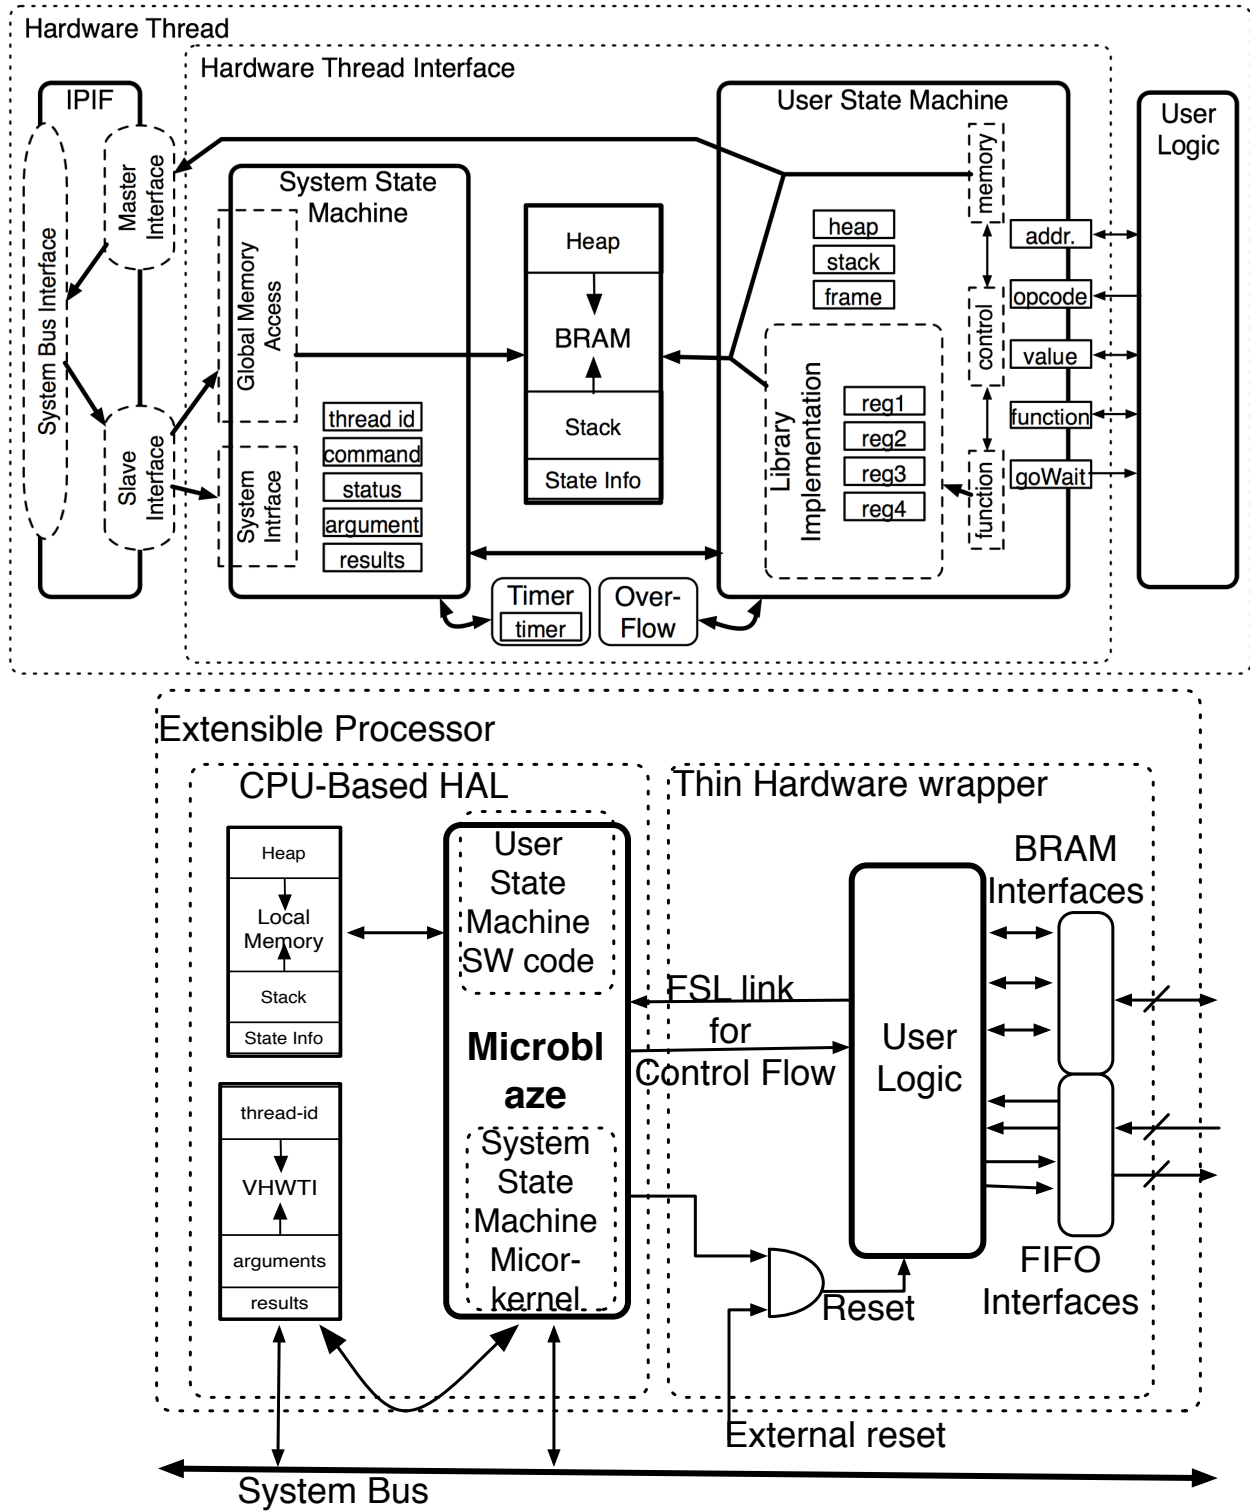 Hardware Thread
Hardware Thread Interface
IPIF
System Bus Interface
Master
Interface
Slave
Interface
System State
Machine
Global Memory
Access
System
Intrface
thread id
command
status
argument
results
Heap
BRAM
Stack
State Info
Timer
timer
Over-
Flow
User State Machine
heap
stack
frame
Library
Implementation
reg1
reg2
reg3
reg4
memory
control
function
addr.
opcode
value
function
goWait
User
Logic
Extensible Processor
CPU-Based HAL
Heap
Local
Memory
Stack
State Info
thread-id
VHWTI
arguments
results
User
State
Machine
SW code
Microbl
aze
System
State
Machine
Micor-
kernel
Thin Hardware wrapper
FSL link
for
Control Flow
User
Logic
BRAM
Interfaces
FIFO
Interfaces
Reset
External reset
System Bus